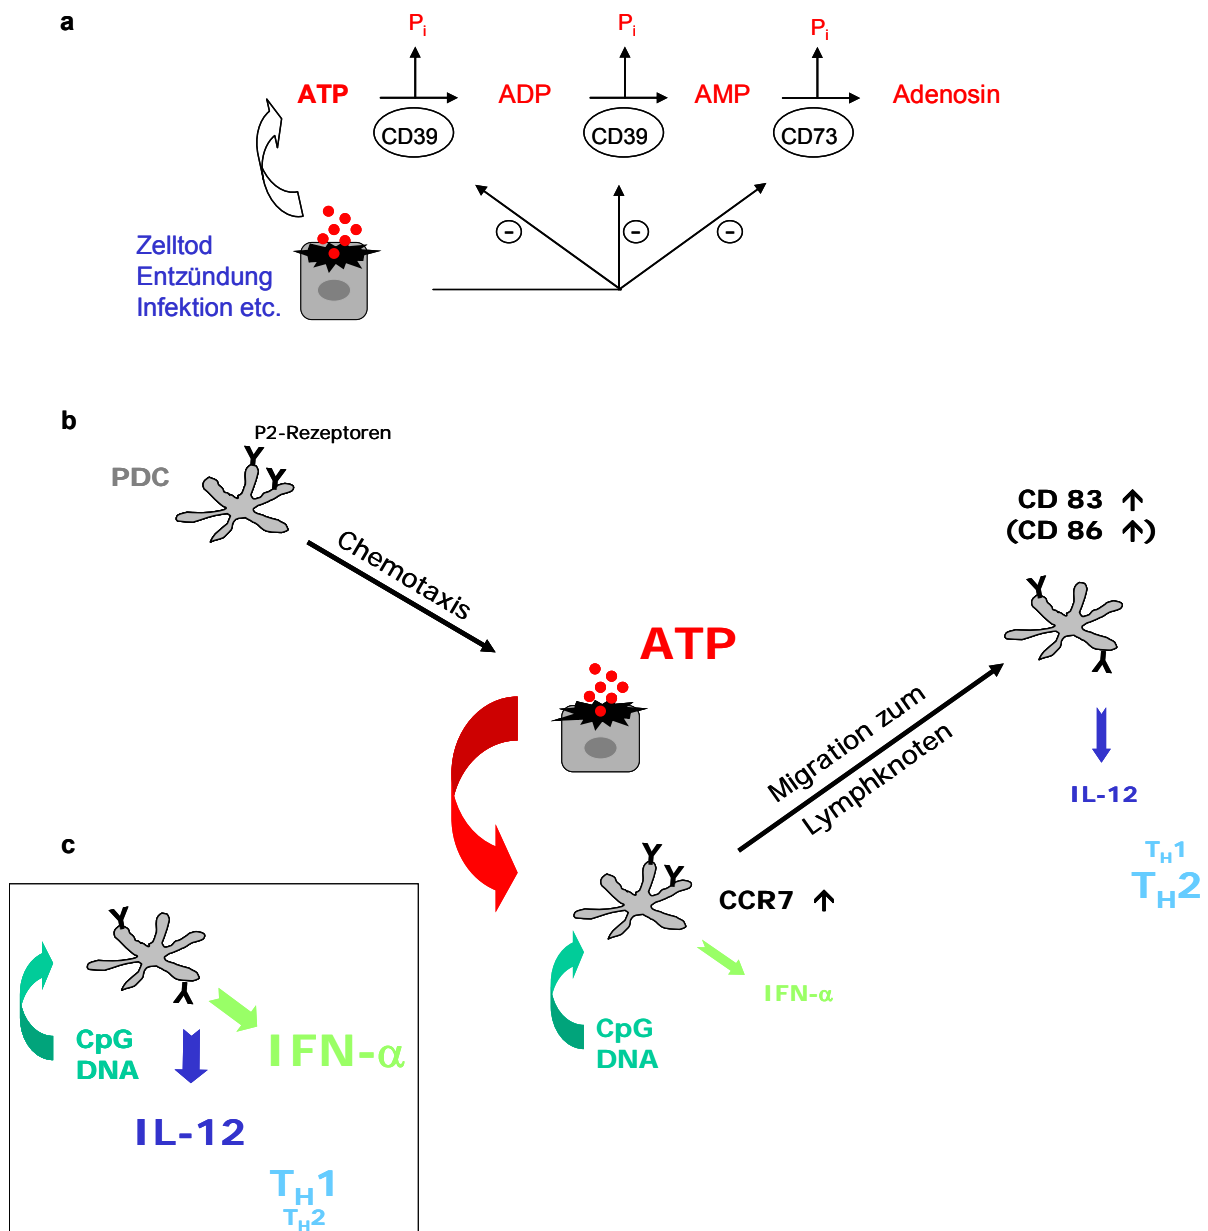 a
Pi Pi Pi
ATP ADP AMP Adenosin
CD39 CD39 CD73
- - -
Zelltod
Entzündung
Infektion etc.
b
P2-Rezeptoren
PDC
Chemotaxis
CD 83 ↑
(CD 86 ↑)
ATP
Migration zum
Lymphknoten
IL-12
TH1
TH2
CCR7 ↑
IFN-α
CpG
DNA
c
CpG
DNA
IFN-α
IL-12
TH1
TH2